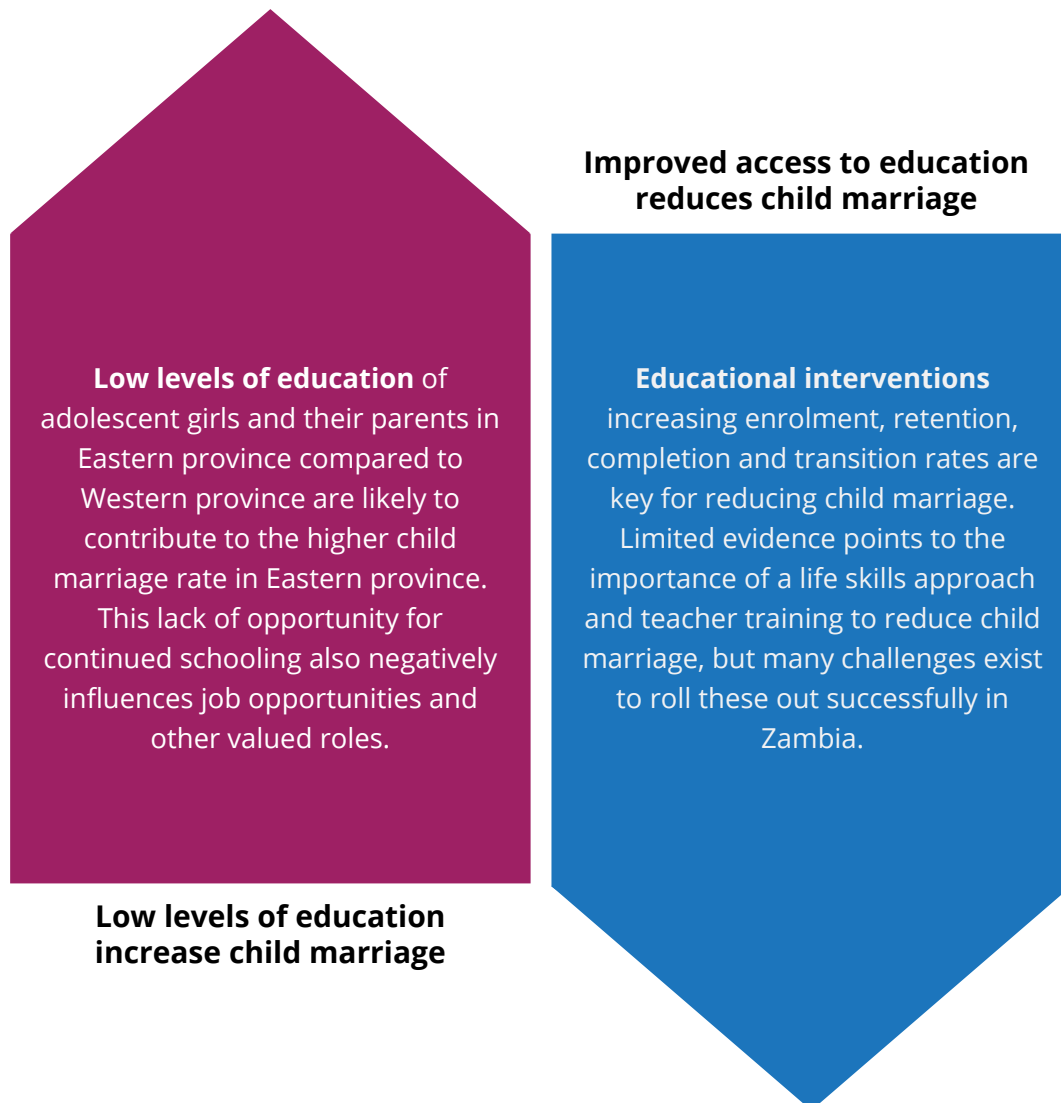 Low levels of education of
adolescent girls and their parents in
Eastern province compared to
Western province are likely to
contribute to the higher child
marriage rate in Eastern province.
This lack of opportunity for
continued schooling also negatively
influences job opportunities and
other valued roles.
Low levels of education
increase child marriage
Improved access to education
reduces child marriage
Educational interventions
increasing enrolment, retention,
completion and transition rates are
key for reducing child marriage.
Limited evidence points to the
importance of a life skills approach
and teacher training to reduce child
marriage, but many challenges exist
to roll these out successfully in
Zambia.